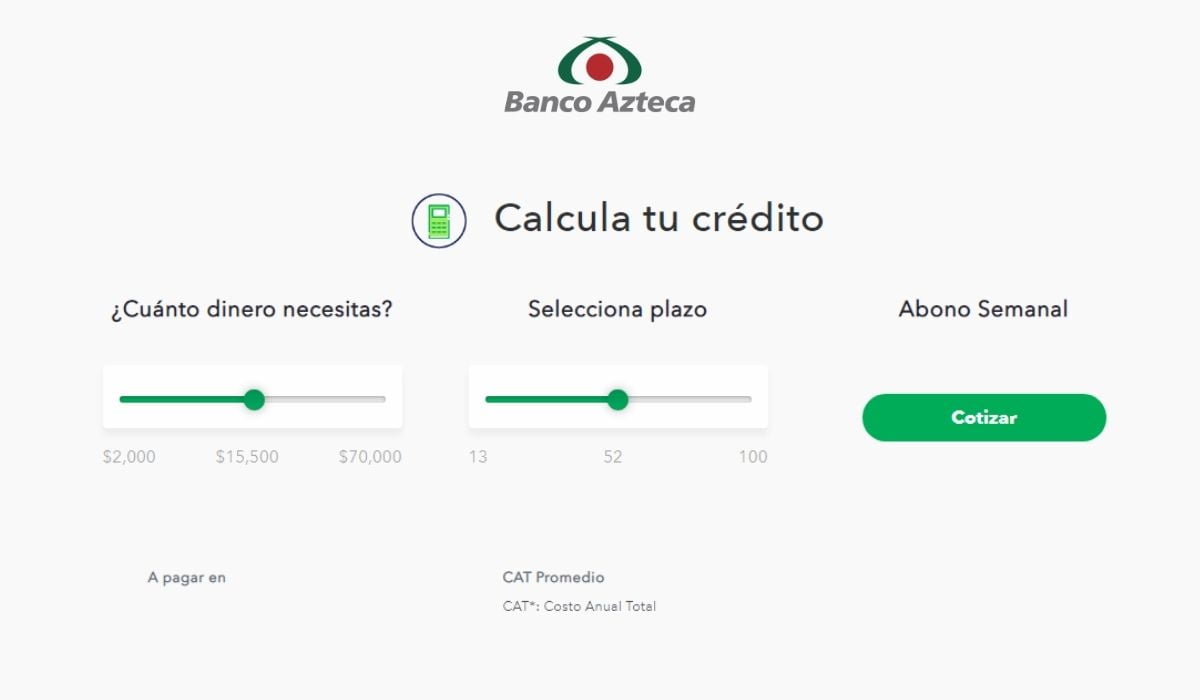 Banco Azteca
Calcula tu crédito
¿Cuánto dinero necesitas?
Selecciona plazo
Abono Semanal
Cotizar
$2,000 $15,500 $70,000
13 52 100
A pagar en
CAT Promedio
CAT*: Costo Anual Total